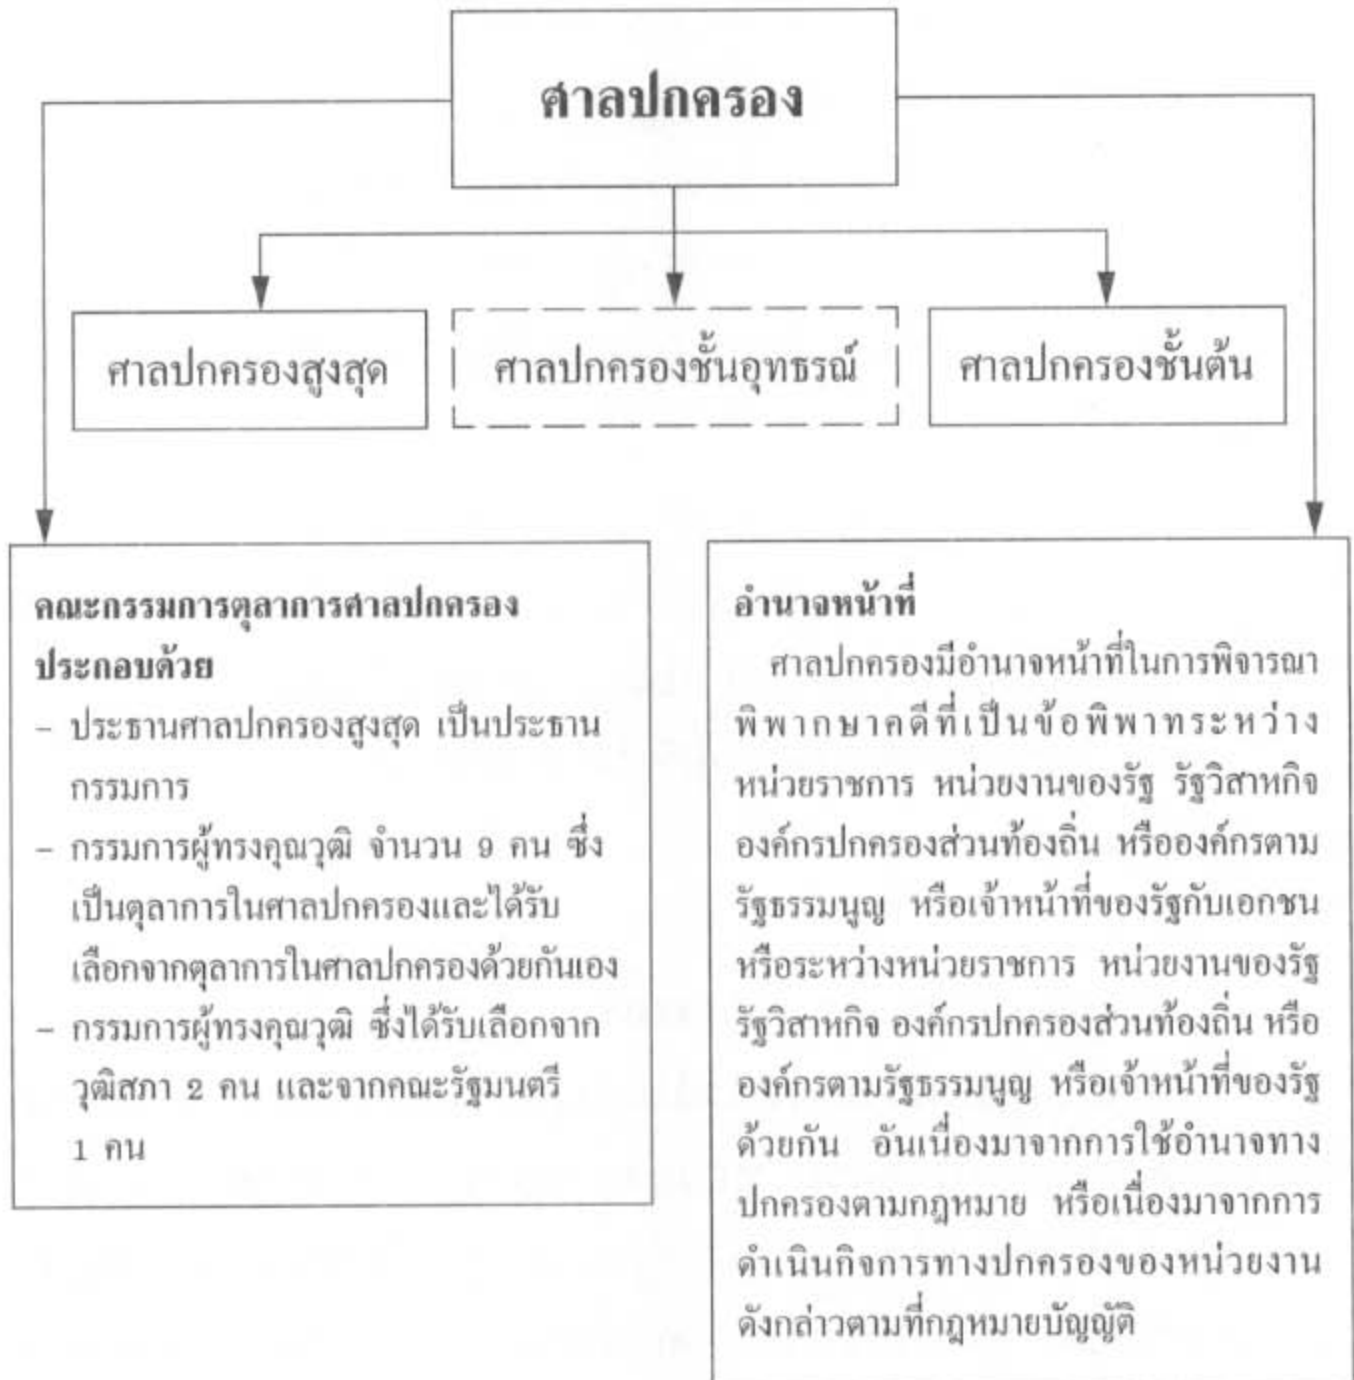 ศาลปกครอง
ศาลปกครองสูงสุด
ศาลปกครองชั้นอุทธรณ์
ศาลปกครองชั้นต้น
คณะกรรมการตุลาการศาลปกครอง
ประกอบด้วย
– ประธานศาลปกครองสูงสุด เป็นประธาน
กรรมการ
– กรรมการผู้ทรงคุณวุฒิ จำนวน 9 คน ซึ่ง
เป็นตุลาการในศาลปกครองและได้รับ
เลือกจากตุลาการในศาลปกครองด้วยกันเอง
– กรรมการผู้ทรงคุณวุฒิ ซึ่งได้รับเลือกจาก
วุฒิสภา 2 คน และจากคณะรัฐมนตรี
1 คน
อำนาจหน้าที่
ศาลปกครองมีอำนาจหน้าที่ในการพิจารณา
พิพากษาคดีที่เป็นข้อพิพาทระหว่าง
หน่วยราชการ หน่วยงานของรัฐ รัฐวิสาหกิจ
องค์กรปกครองส่วนท้องถิ่น หรือองค์กรตาม
รัฐธรรมนูญ หรือเจ้าหน้าที่ของรัฐกับเอกชน
หรือระหว่างหน่วยราชการ หน่วยงานของรัฐ
รัฐวิสาหกิจ องค์กรปกครองส่วนท้องถิ่น หรือ
องค์กรตามรัฐธรรมนูญ หรือเจ้าหน้าที่ของรัฐ
ด้วยกัน อันเนื่องมาจากการใช้อำนาจทาง
ปกครองตามกฎหมาย หรือเนื่องมาจากการ
ดำเนินกิจการทางปกครองของหน่วยงาน
ดังกล่าวตามที่กฎหมายบัญญัติ